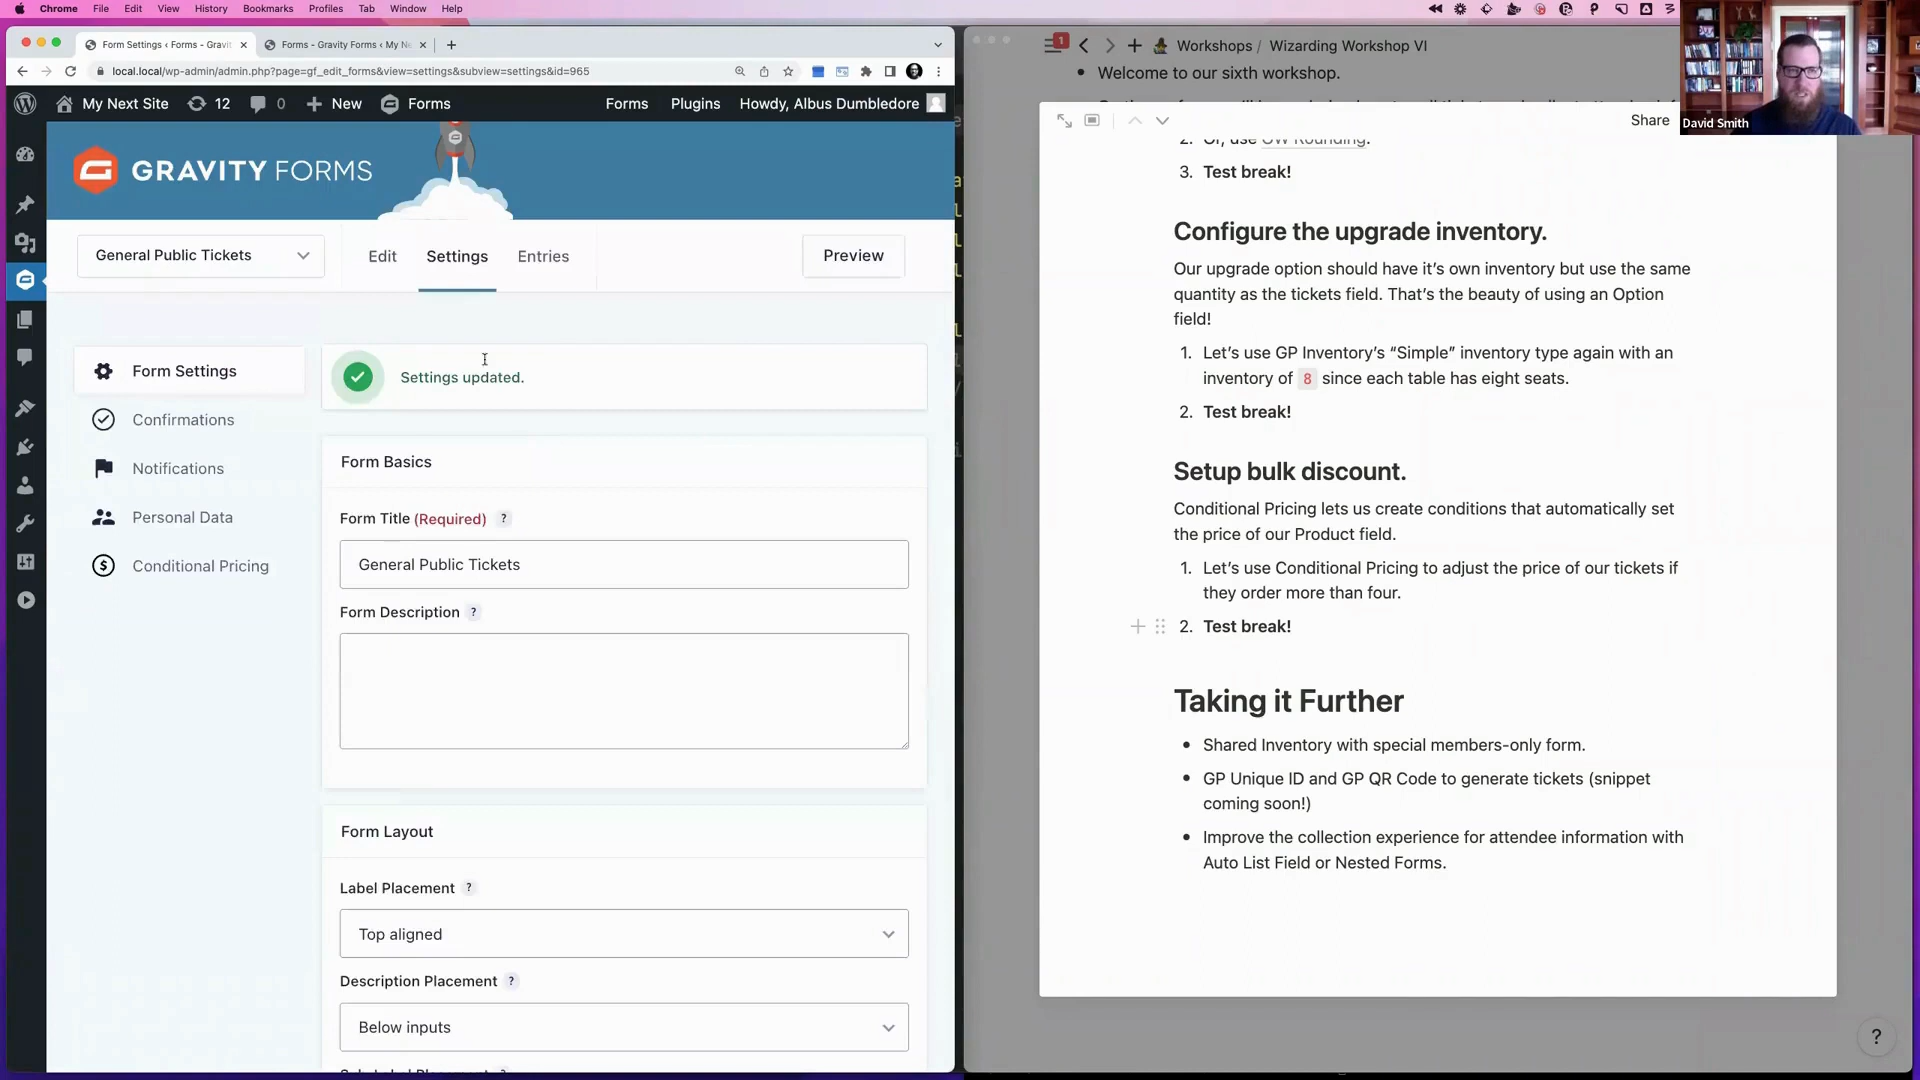 Chrome File Edit View History Bookmarks Profiles Tab Window Help
Form Settings ‹ Forms - Gravi
Forms - Gravity Forms ‹ My Ne
local.local/wp-admin/admin.php?page=gf_edit_forms&view=settings&subview=settings&id=965
My Next Site 12 0 New Forms Forms Plugins Howdy, Albus Dumbledore
GRAVITY FORMS
General Public Tickets Edit Settings Entries Preview
Form Settings
Confirmations
Notifications
Personal Data
Conditional Pricing
Settings updated.
Form Basics
Form Title (Required) ?
General Public Tickets
Form Description ?
Form Layout
Label Placement ?
Top aligned
Description Placement ?
Below inputs
1
Workshops / Wizarding Workshop VI
Welcome to our sixth workshop.
Share
David Smith
2. Or, use GW Rounding.
3. Test break!
Configure the upgrade inventory.
Our upgrade option should have it's own inventory but use the same
quantity as the tickets field. That's the beauty of using an Option
field!
1. Let's use GP Inventory's “Simple” inventory type again with an
inventory of 8 since each table has eight seats.
2. Test break!
Setup bulk discount.
Conditional Pricing lets us create conditions that automatically set
the price of our Product field.
1. Let's use Conditional Pricing to adjust the price of our tickets if
they order more than four.
2. Test break!
Taking it Further
Shared Inventory with special members-only form.
GP Unique ID and GP QR Code to generate tickets (snippet
coming soon!)
Improve the collection experience for attendee information with
Auto List Field or Nested Forms.
?